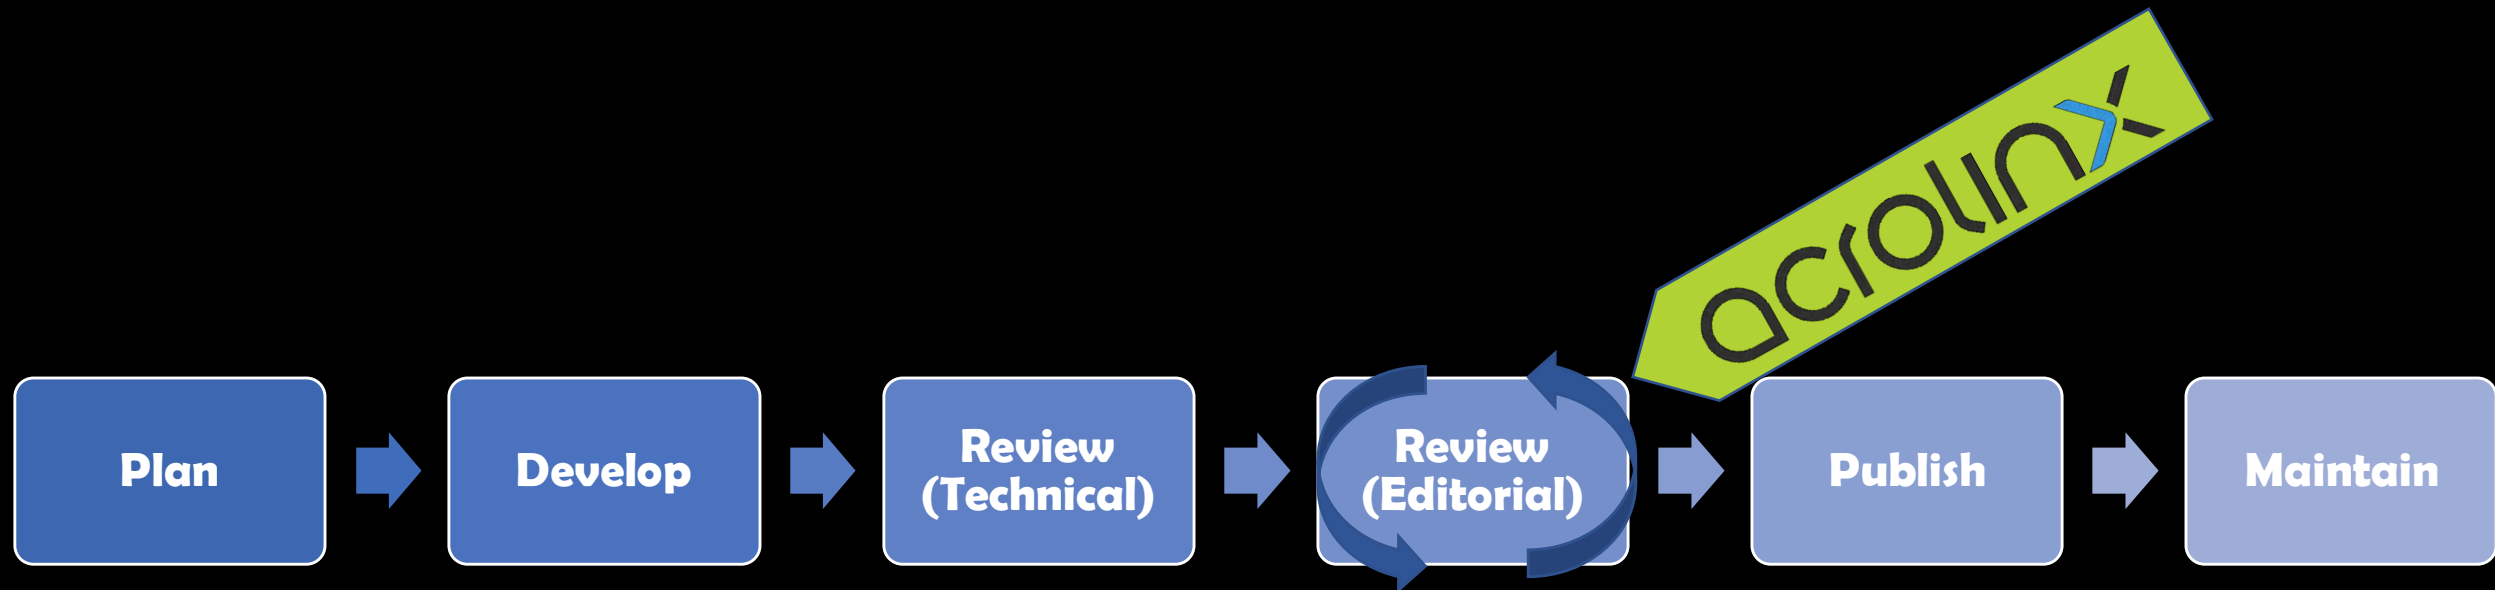 acrolinx
Plan
Develop
Review
(Technical)
Review
(Editorial)
Publish
Maintain